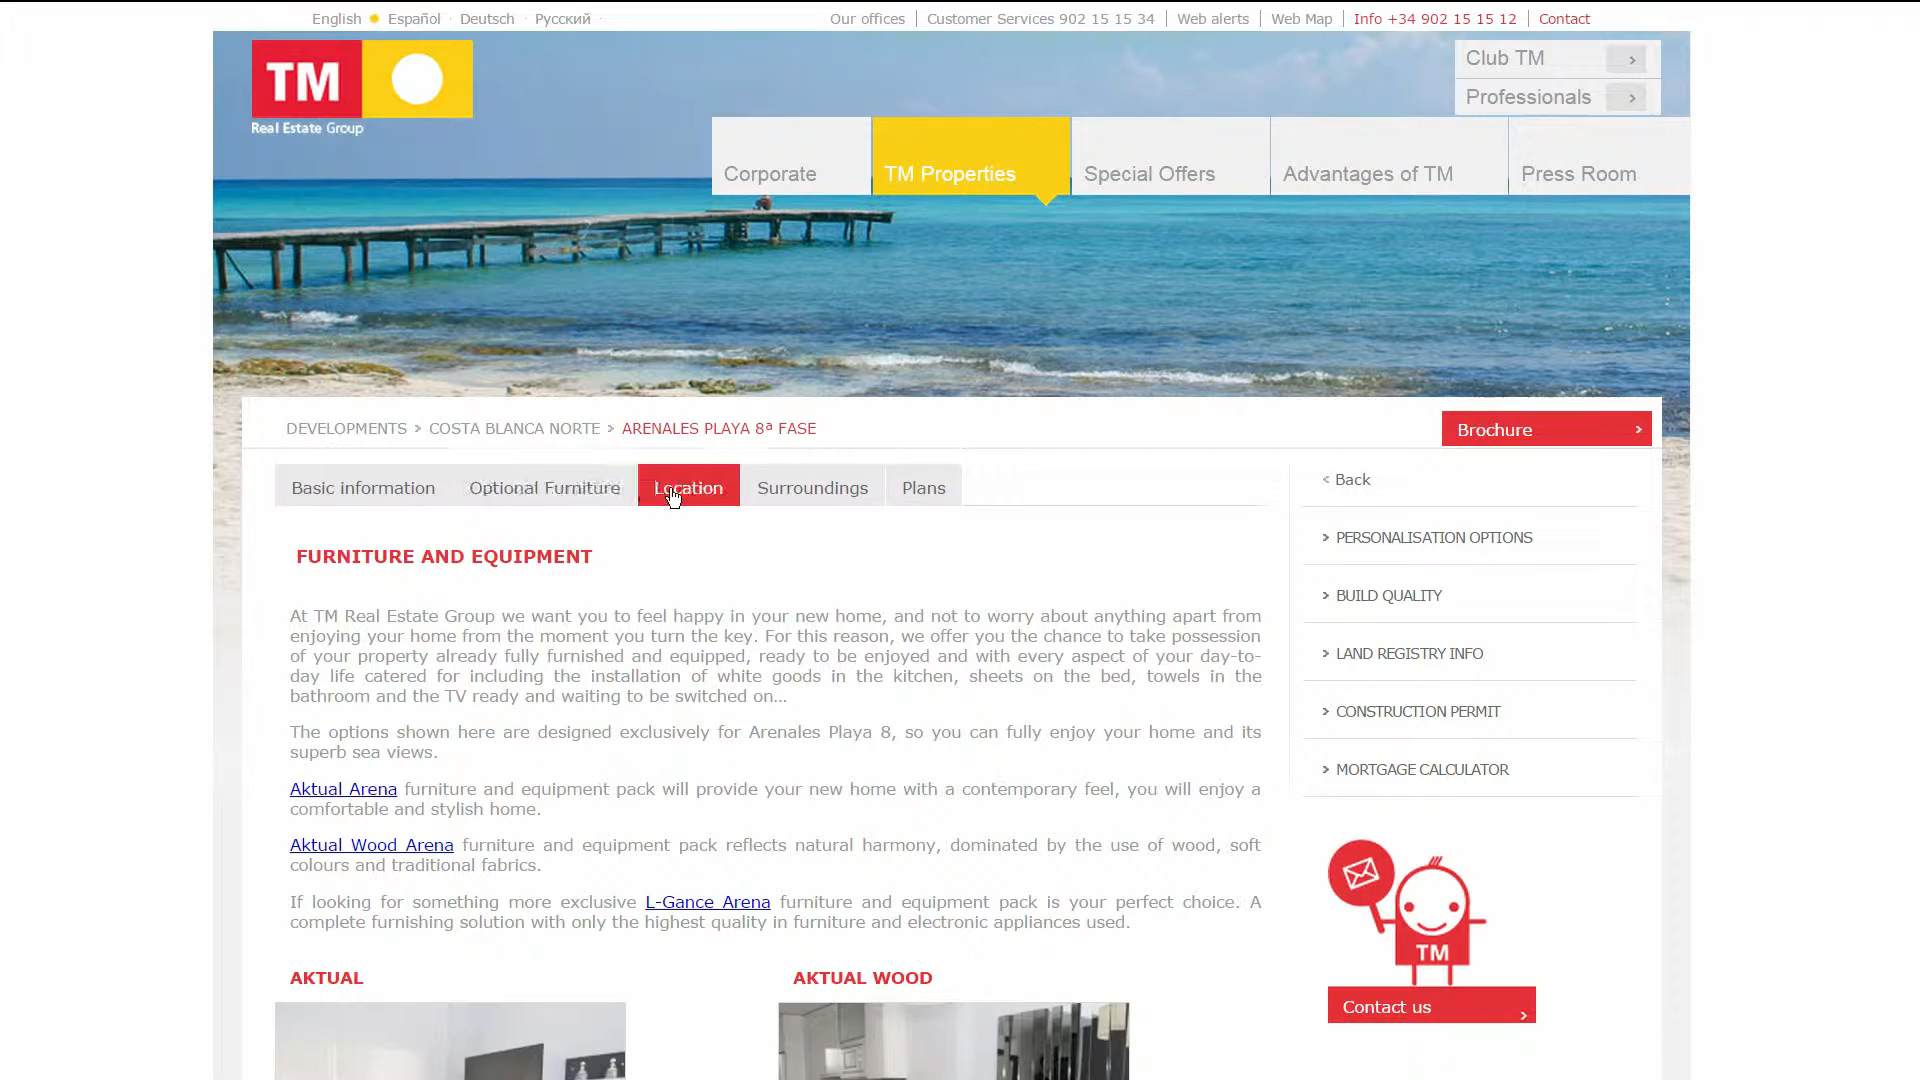 English Español Deutsch Русский
Our offices Customer Services 902 15 15 34 Web alerts Web Map Info +34 902 15 15 12 Contact
TM
Real Estate Group
Club TM >
Professionals >
Corporate TM Properties Special Offers Advantages of TM Press Room
DEVELOPMENTS > COSTA BLANCA NORTE > ARENALES PLAYA 8ª FASE
Brochure >
Basic information Optional Furniture Location Surroundings Plans
< Back
> PERSONALISATION OPTIONS
> BUILD QUALITY
> LAND REGISTRY INFO
> CONSTRUCTION PERMIT
> MORTGAGE CALCULATOR
FURNITURE AND EQUIPMENT
At TM Real Estate Group we want you to feel happy in your new home, and not to worry about anything apart from
enjoying your home from the moment you turn the key. For this reason, we offer you the chance to take possession
of your property already fully furnished and equipped, ready to be enjoyed and with every aspect of your day-to-
day life catered for including the installation of white goods in the kitchen, sheets on the bed, towels in the
bathroom and the TV ready and waiting to be switched on...
The options shown here are designed exclusively for Arenales Playa 8, so you can fully enjoy your home and its
superb sea views.
Aktual Arena furniture and equipment pack will provide your new home with a contemporary feel, you will enjoy a
comfortable and stylish home.
Aktual Wood Arena furniture and equipment pack reflects natural harmony, dominated by the use of wood, soft
colours and traditional fabrics.
If looking for something more exclusive L-Gance Arena furniture and equipment pack is your perfect choice. A
complete furnishing solution with only the highest quality in furniture and electronic appliances used.
AKTUAL
AKTUAL WOOD
TM
Contact us >